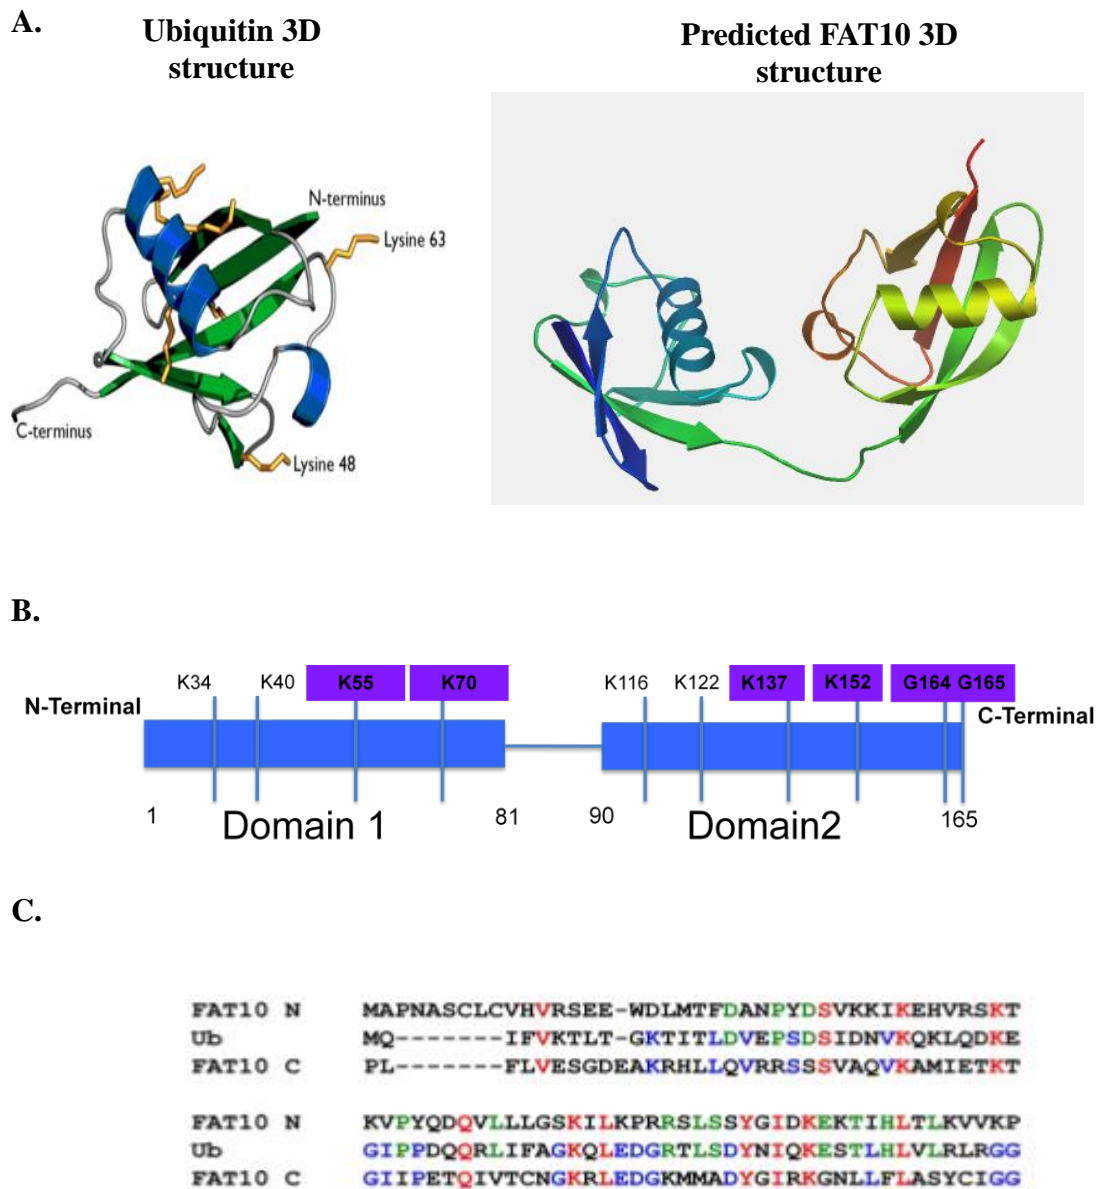 A.
Ubiquitin 3D
structure
Predicted FAT10 3D
structure
N-terminus
Lysine 63
C-terminus
Lysine 48
B.
K34
K40
K55
K70
K116
K122
K137
K152
G164 G165
N-Terminal
C-Terminal
1
Domain 1
81
90
Domain2
165
C.
FAT10 N MAPNASCLCVHVRSEE-WDLMTFDANPYDSVKKIKEHVRSKT
Ub MQ-------IFVKTLT-GKTITLDVEPSDSIDNVKQKLQDKE
FAT10 C PL-------FLVESGDEAKRHLLQVRRSSSVAQVKAMIETKT
FAT10 N KVPYQDQVLLLGSKILKPRRSLSSYGIDKEKTIHLTLKVVKP
Ub GIPPDQQRLIFAGKQLEDGRTLSDYNIQKESTLHLVLRLRGG
FAT10 C GIIPETQIVTCNGKRLEDGKMMADYGIRKGNLLFLASYCIGG